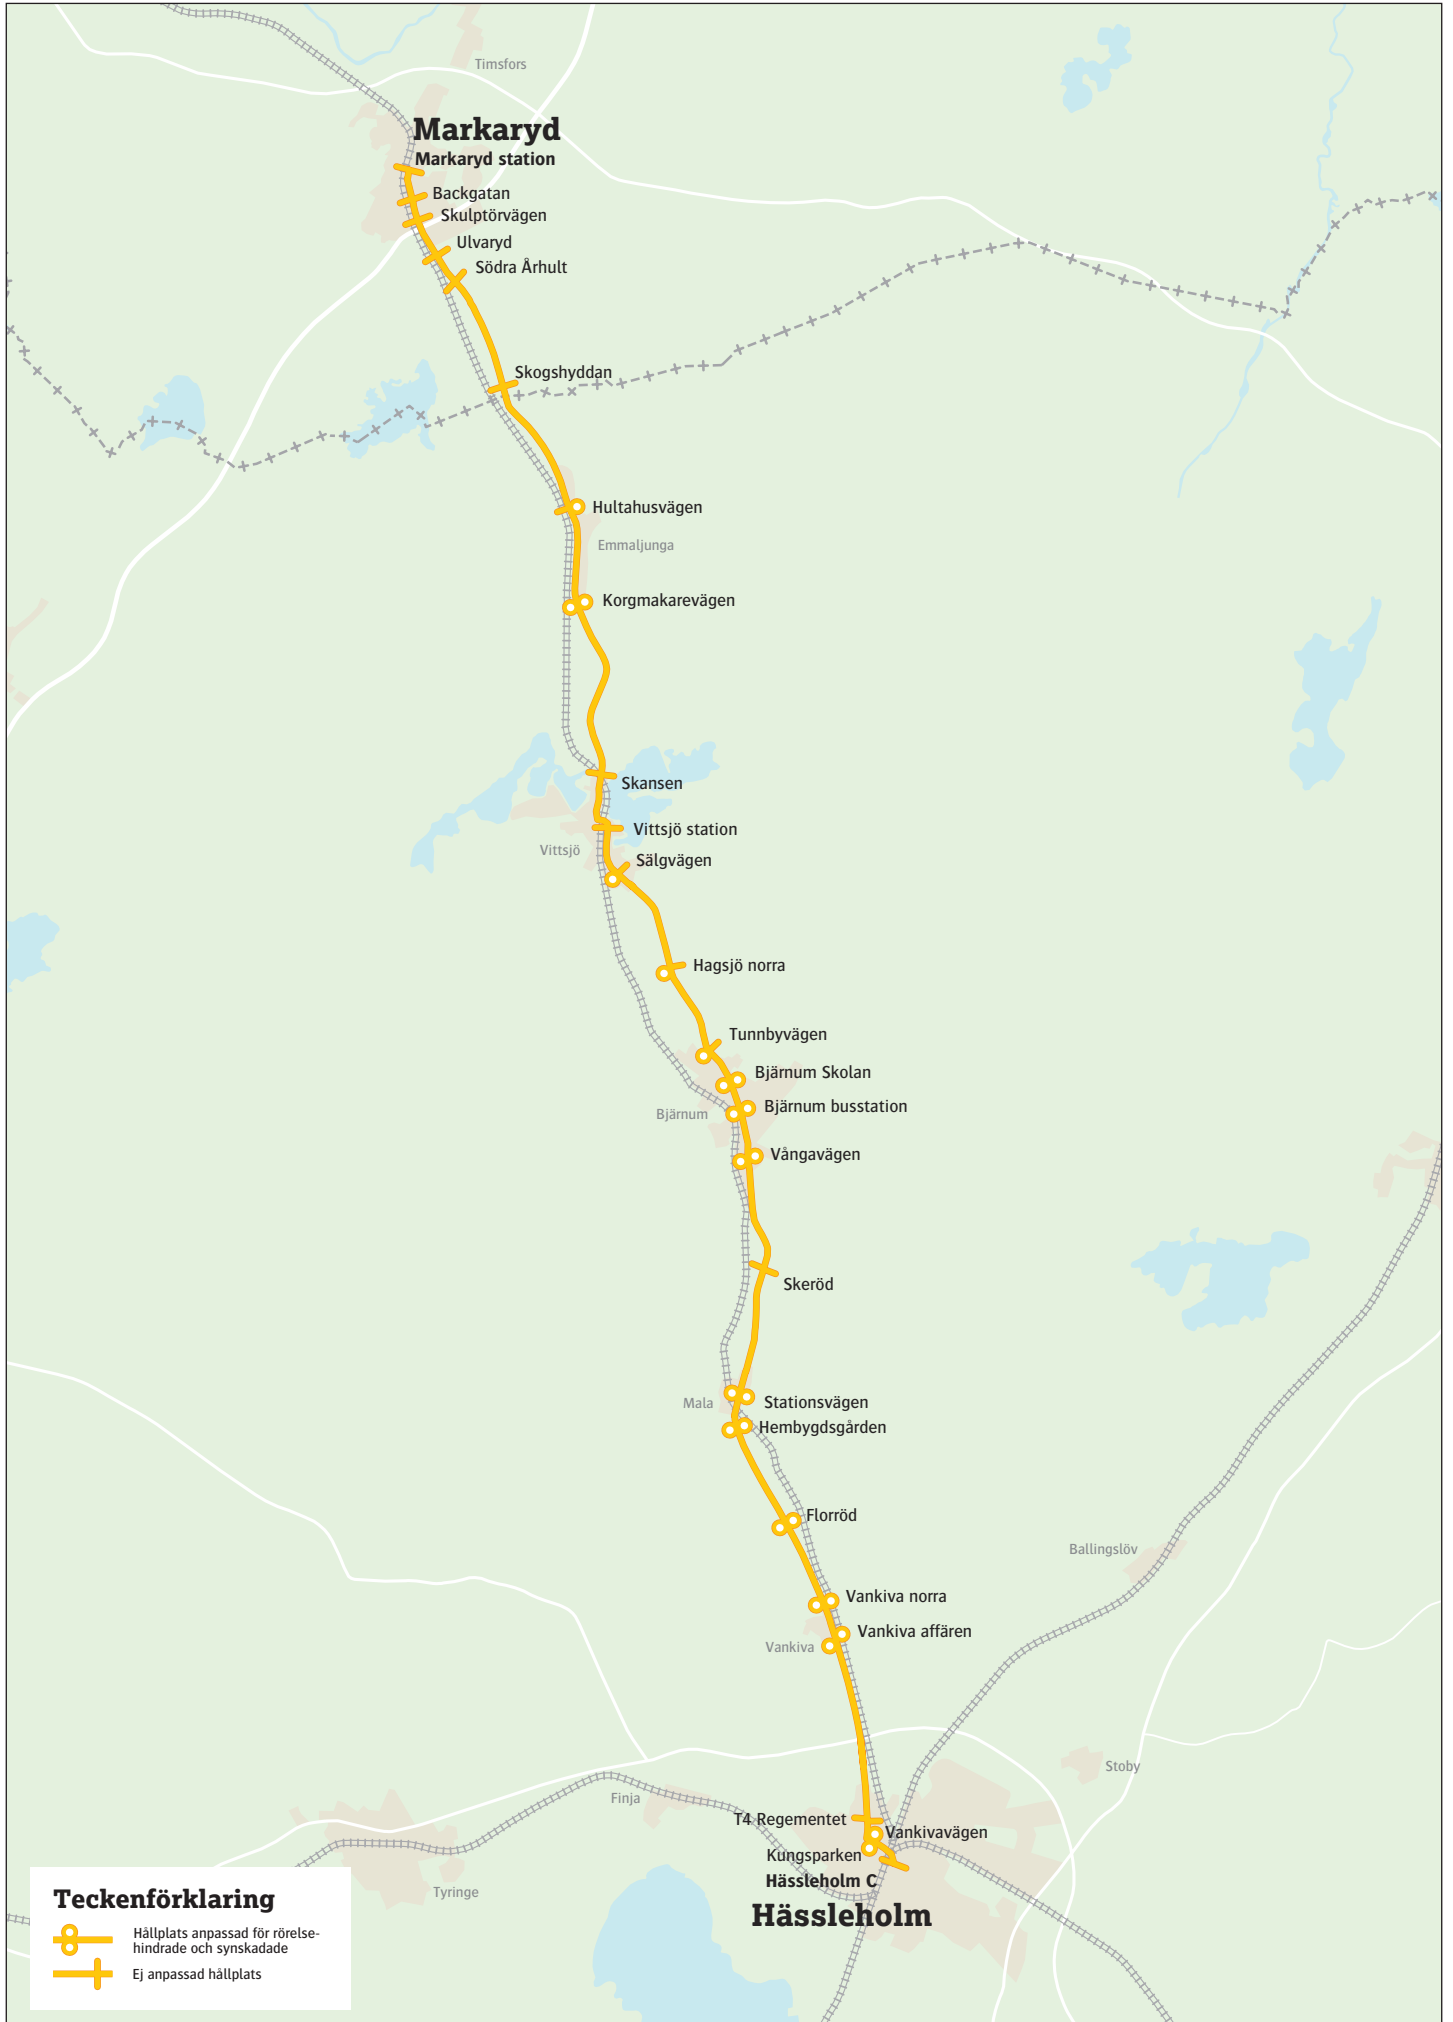 Timsfors
Markaryd
Markaryd station
Backgatan
Skulptörvägen
Ulvaryd
Södra Århult
Skogshyddan
Hultahusvägen
Emmaljunga
Korgmakarevägen
Skansen
Vittsjö station
Vittsjö
Sälgvägen
Hagsjö norra
Tunnbyvägen
Bjärnum Skolan
Bjärnum busstation
Bjärnum
Vångavägen
Skeröd
Mala
Stationsvägen
Hembygdsgården
Florröd
Ballingslöv
Vankiva norra
Vankiva affären
Vankiva
Stoby
Finja
T4 Regementet
Vankivavägen
Kungsparken
Hässleholm C
Tyringe
Hässleholm
Teckenförklaring
Hållplats anpassad för rörelse-
hindrade och synskadade
Ej anpassad hållplats